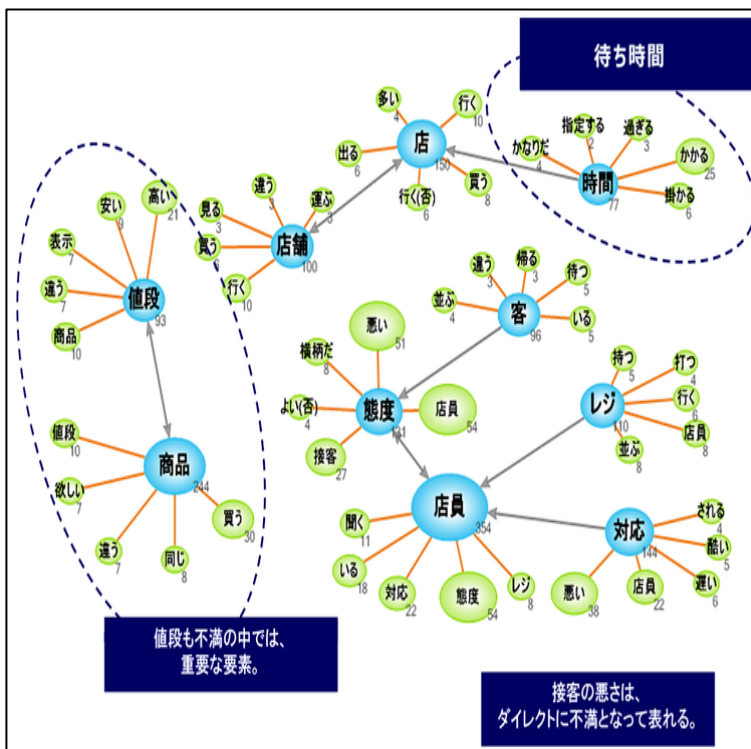 待ち時間
多い
4
行く
10
店
150
出る
6
行く(否)
6
買う
8
指定する
2
過ぎる
3
かなりだ
4
かかる
25
時間
77
掛かる
6
違う
3
見る
3
運ぶ
3
買う
店舗
100
行く
10
高い
21
安い
9
表示
7
違う
7
値段
93
商品
10
違う
3
帰る
3
待つ
5
並ぶ
4
客
96
いる
5
悪い
51
横柄だ
8
よい(否)
4
態度
店員
54
接客
27
持つ
5
打つ
4
レジ
110
行く
6
店員
8
並ぶ
8
値段
10
商品
244
欲しい
7
買う
30
違う
7
同じ
8
店員
354
聞く
11
いる
18
対応
22
態度
54
レジ
8
対応
144
される
4
酷い
5
遅い
6
悪い
38
店員
22
値段も不満の中では、
重要な要素。
接客の悪さは、
ダイレクトに不満となって表れる。